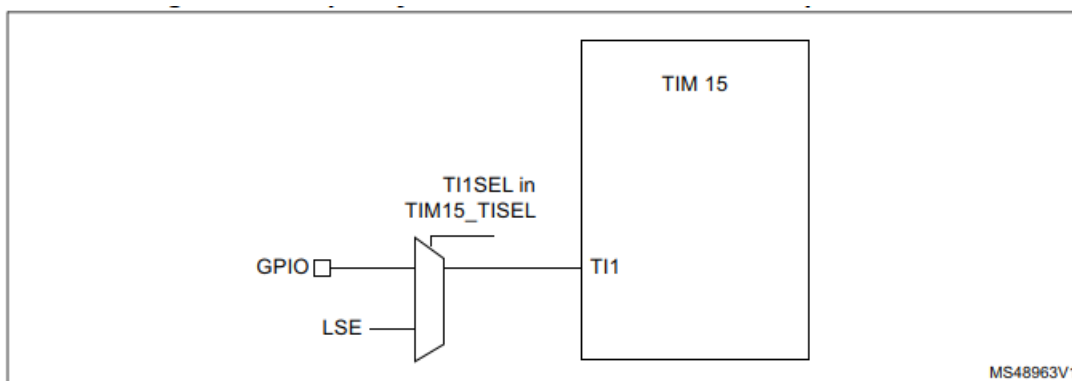 TIM 15
TI1SEL in
TIM15_TISEL
GPIO
TI1
LSE
MS48963V1